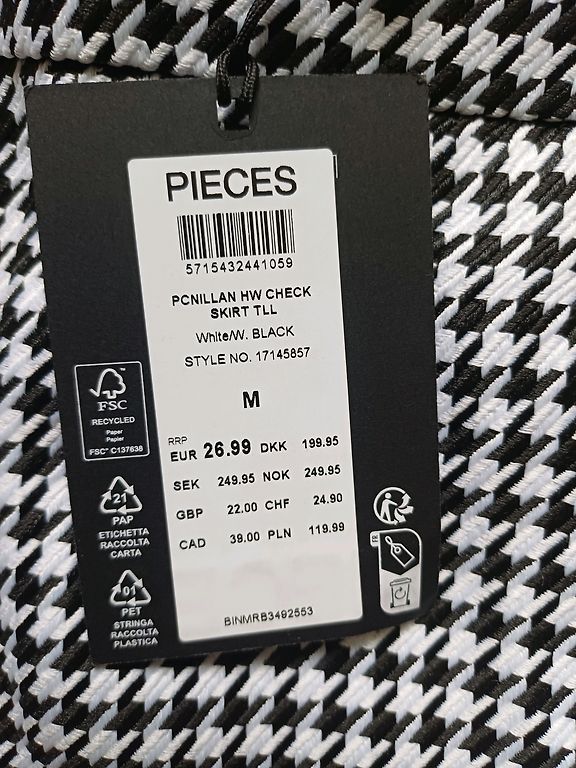 PIECES
5715432441059
PCNILLAN HW CHECK
SKIRT TLL
White/W. BLACK
STYLE NO. 17145857
M
RRP
EUR 26.99 DKK 199.95
SEK 249.95 NOK 249.95
GBP 22.00 CHF 24.90
CAD 39.00 PLN 119.99
BINMRB3492553
FSC
RECYCLED
Paper
Papier
FSC™ C137638
21
PAP
ETICHETTA
RACCOLTA
CARTA
01
PET
STRINGA
RACCOLTA
PLASTICA
FR